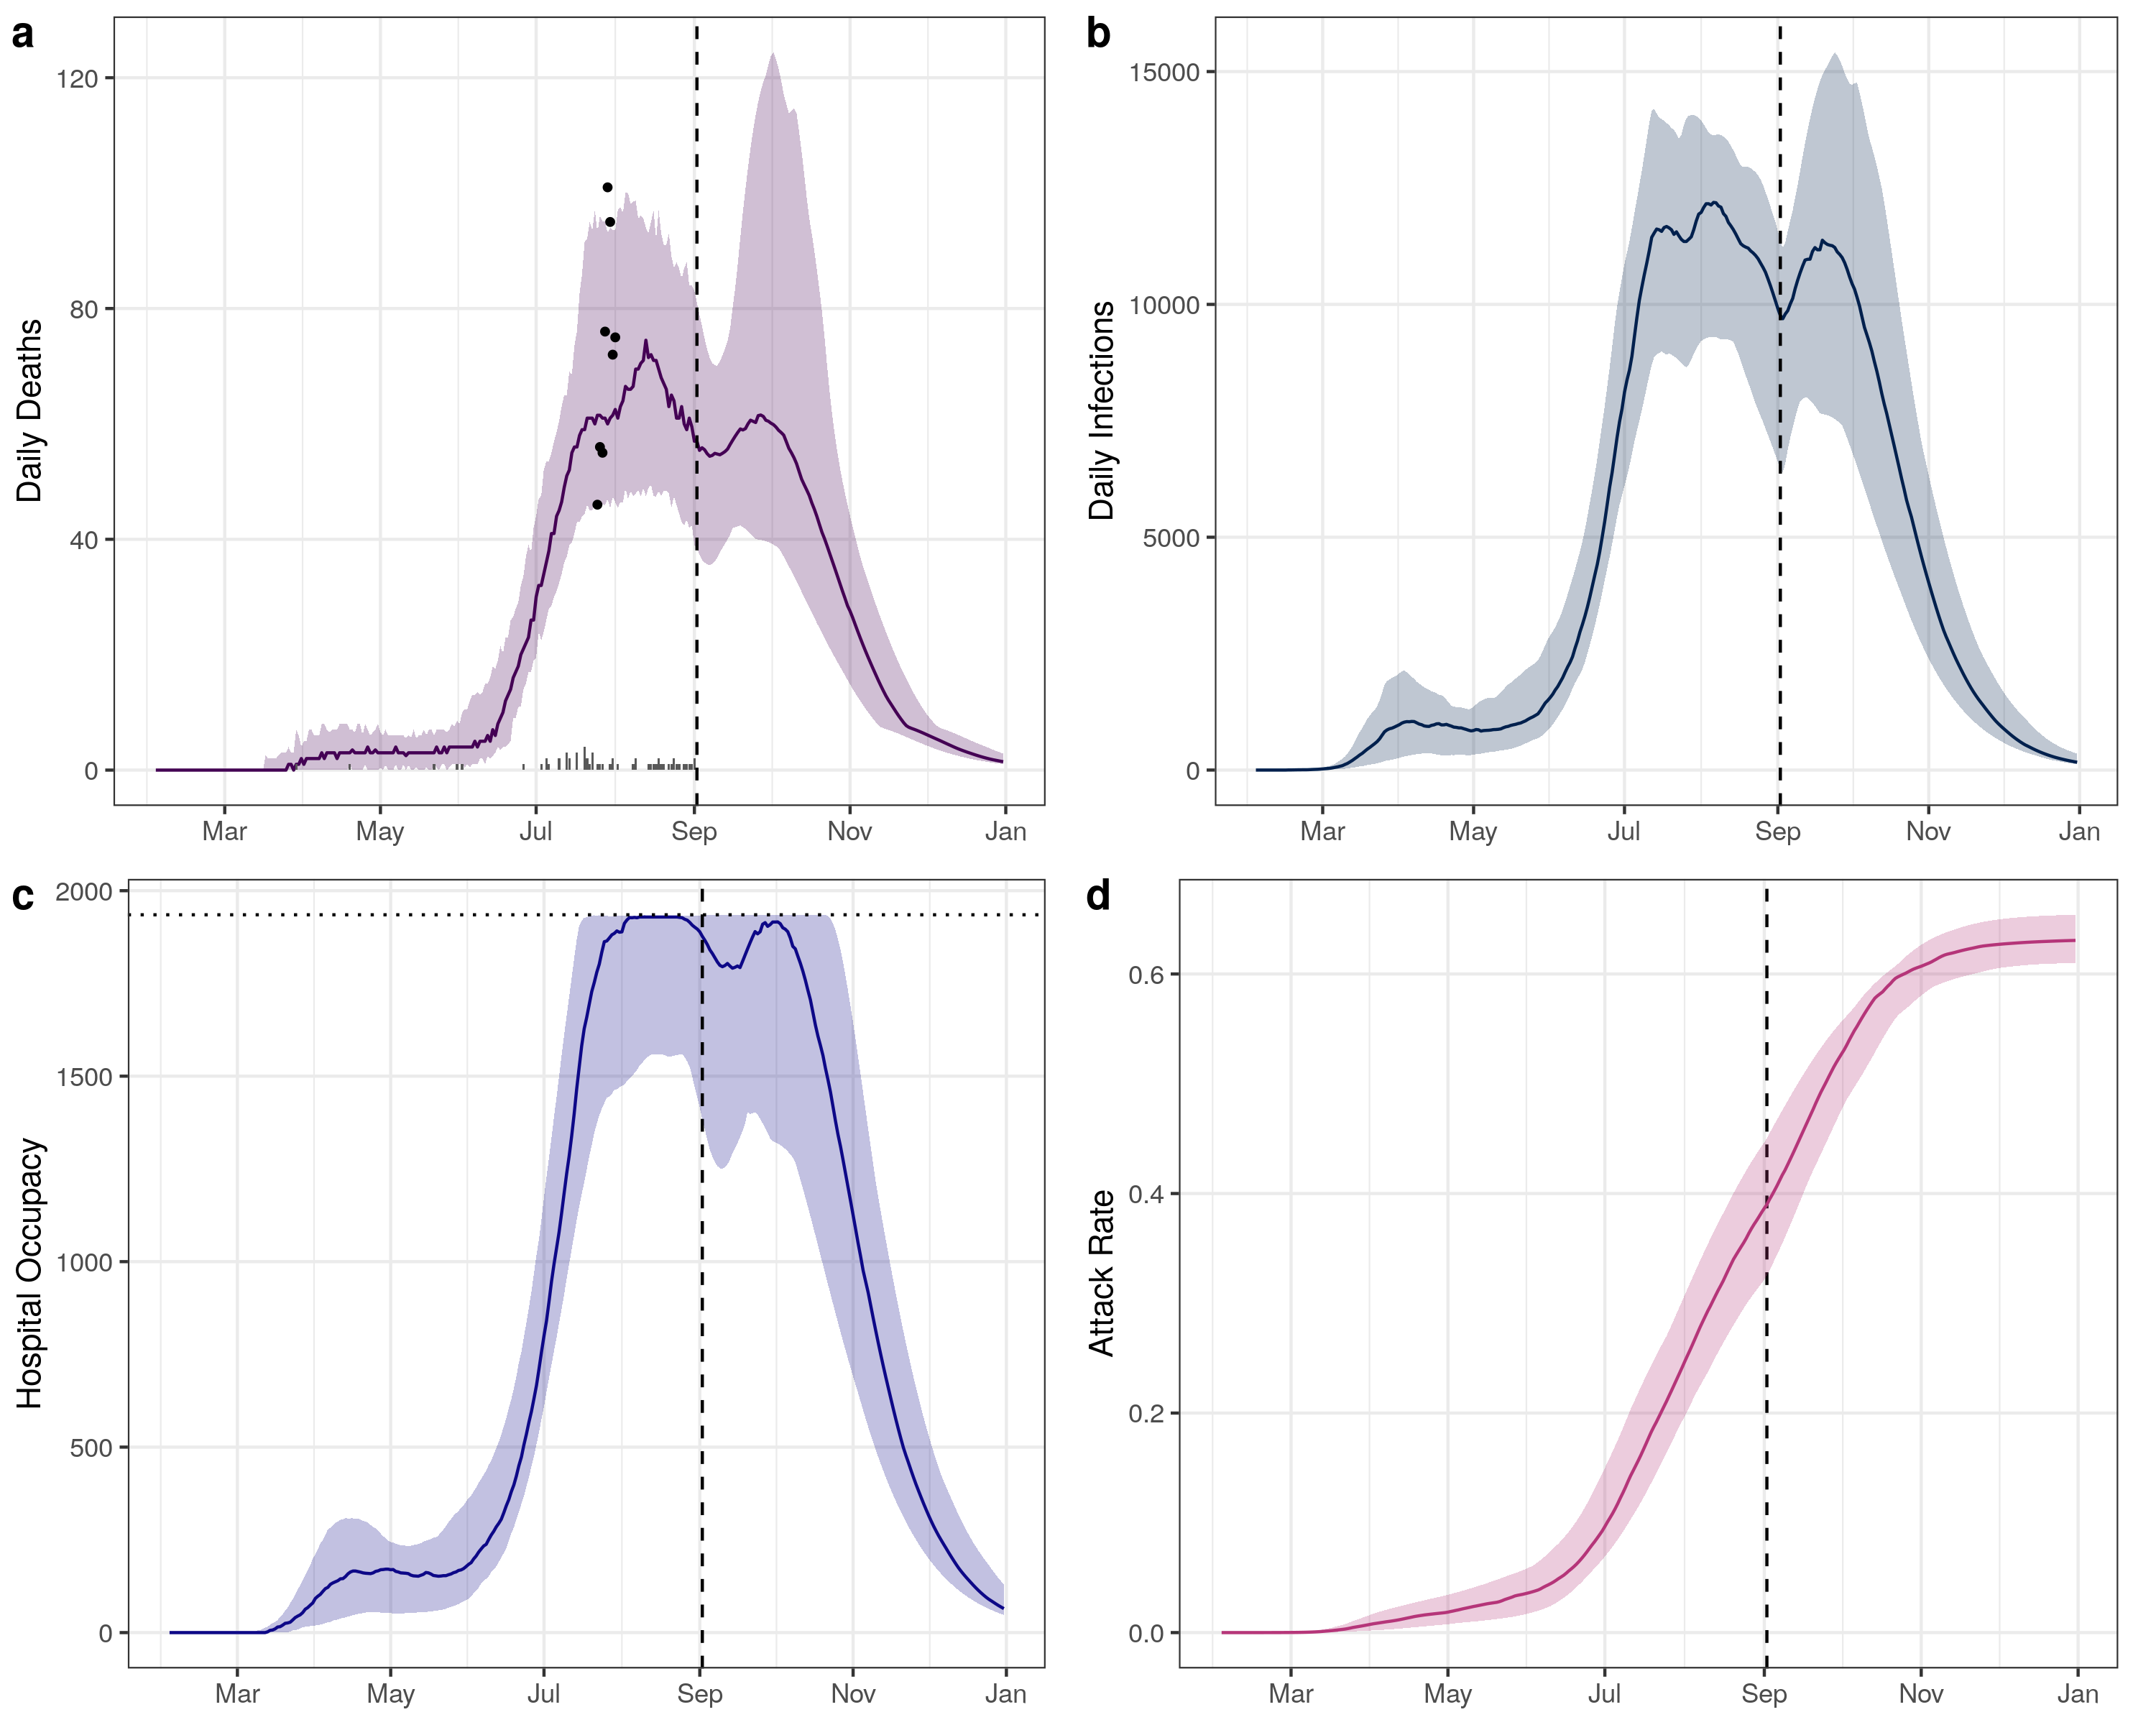 a
Daily Deaths
120
80
40
0
Mar May Jul Sep Nov Jan
b
Daily Infections
15000
10000
5000
0
Mar May Jul Sep Nov Jan
c
Hospital Occupacy
2000
1500
1000
500
0
Mar May Jul Sep Nov Jan
d
Attack Rate
0.6
0.4
0.2
0.0
Mar May Jul Sep Nov Jan